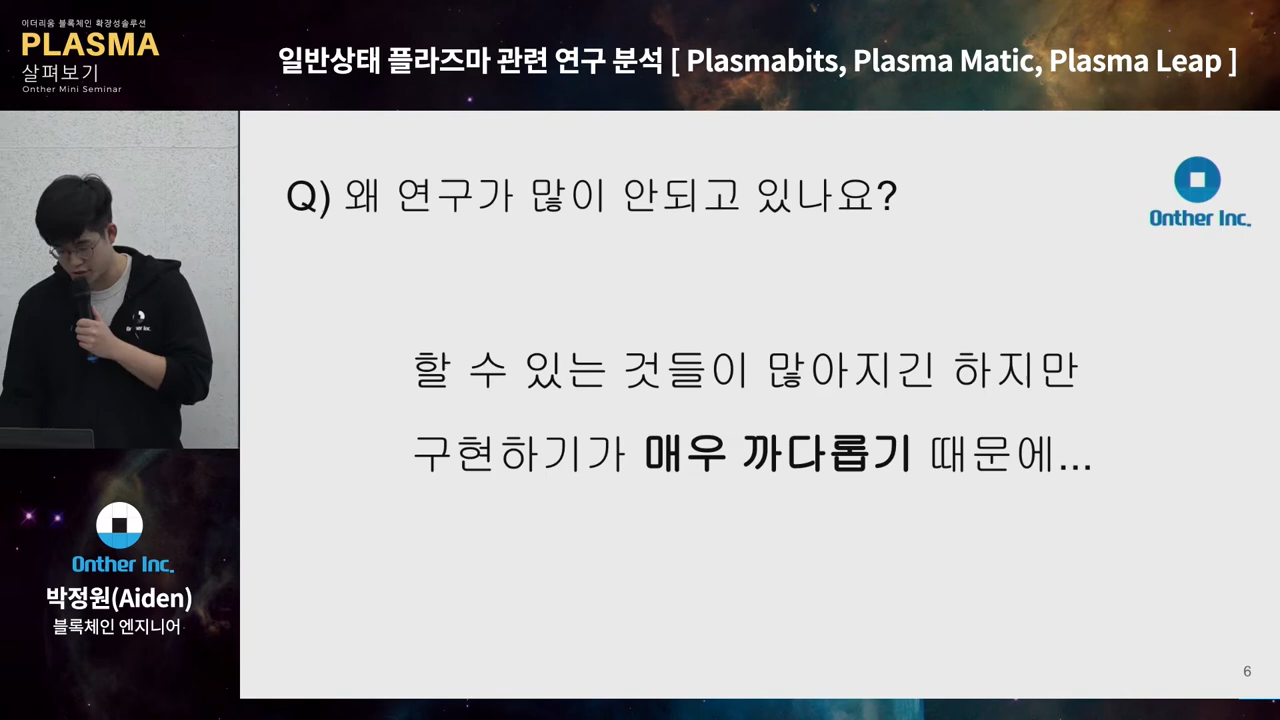 이더리움 블록체인 확장성솔루션
PLASMA
살펴보기
Onther Mini Seminar
일반상태 플라즈마 관련 연구 분석 [ Plasmabits, Plasma Matic, Plasma Leap ]
Q) 왜 연구가 많이 안되고 있나요?
Onther Inc.
할 수 있는 것들이 많아지긴 하지만
구현하기가 매우 까다롭기 때문에...
Onther Inc.
Onther Inc.
박정원(Aiden)
블록체인 엔지니어
6